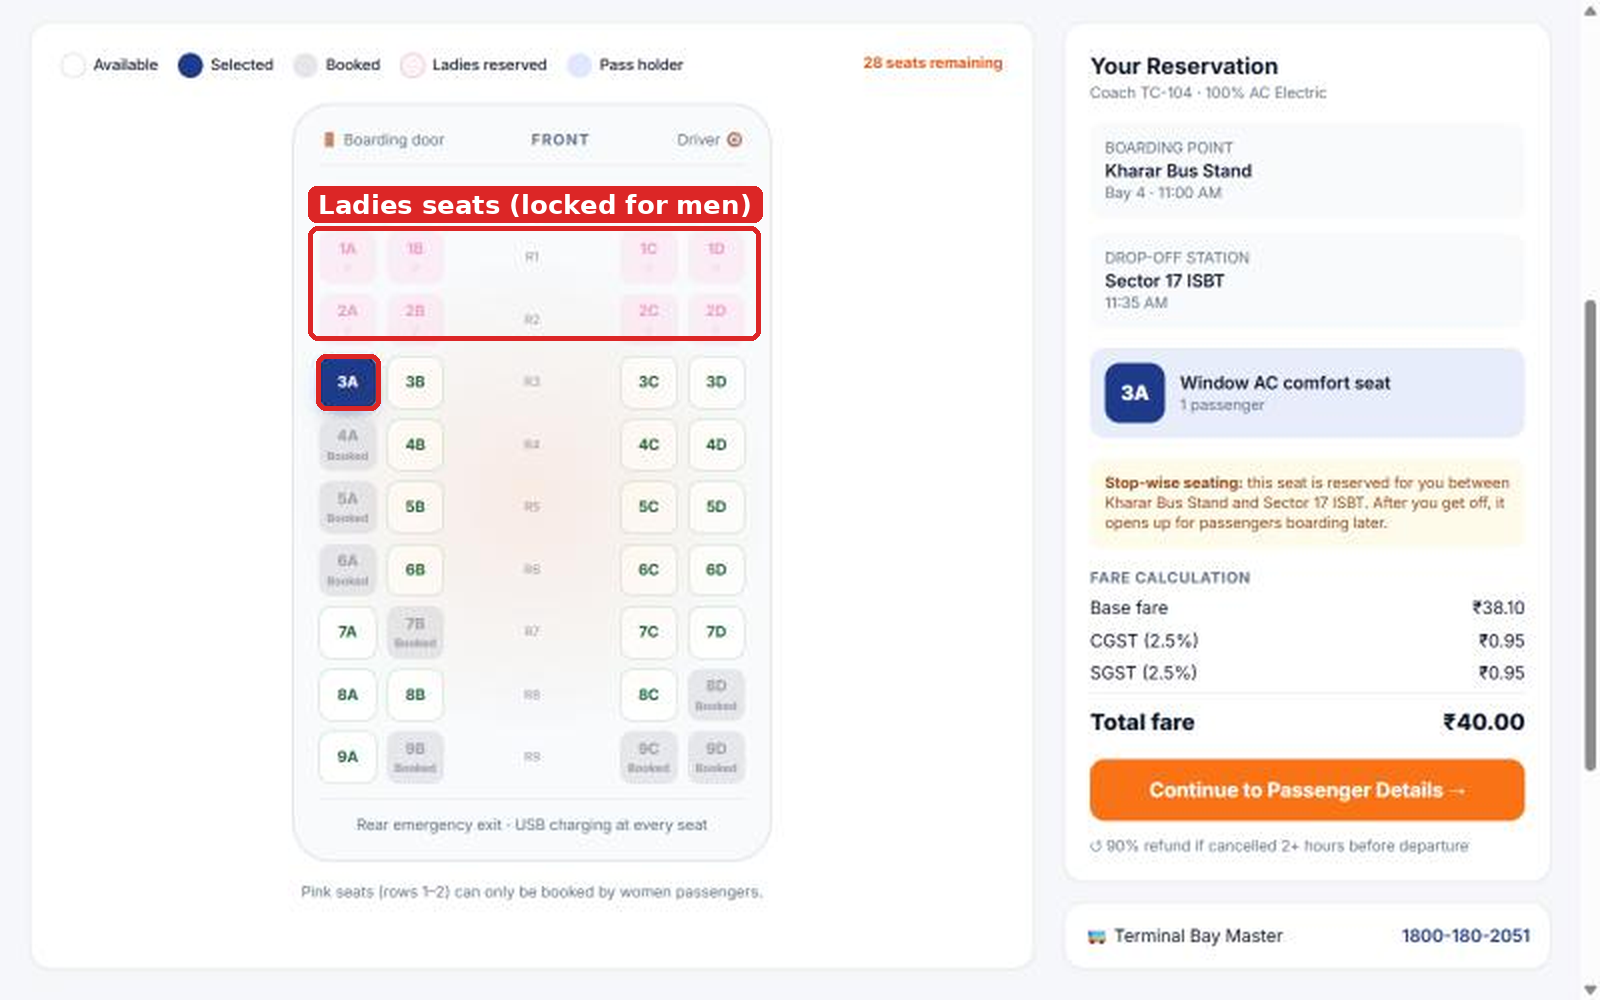 Available Selected Booked Ladies reserved Pass holder 28 seats remaining
Boarding door FRONT Driver
Ladies seats (locked for men)
1A 1B R1 1C 1D
2A 2B R2 2C 2D
3A 3B R3 3C 3D
4A 4B R4 4C 4D
Booked
5A 5B R5 5C 5D
Booked
6A 6B R6 6C 6D
Booked
7A 7B R7 7C 7D
Booked
8A 8B R8 8C 8D
Booked
9A 9B R9 9C 9D
Booked Booked Booked
Rear emergency exit · USB charging at every seat
Pink seats (rows 1–2) can only be booked by women passengers.
Your Reservation
Coach TC-104 · 100% AC Electric
BOARDING POINT
Kharar Bus Stand
Bay 4 · 11:00 AM
DROP-OFF STATION
Sector 17 ISBT
11:35 AM
3A
Window AC comfort seat
1 passenger
Stop-wise seating: this seat is reserved for you between
Kharar Bus Stand and Sector 17 ISBT. After you get off, it
opens up for passengers boarding later.
FARE CALCULATION
Base fare ₹38.10
CGST (2.5%) ₹0.95
SGST (2.5%) ₹0.95
Total fare ₹40.00
Continue to Passenger Details →
↺ 90% refund if cancelled 2+ hours before departure
Terminal Bay Master 1800-180-2051